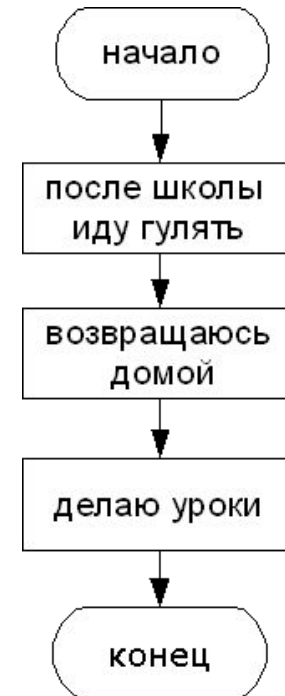 начало
после школы
иду гулять
возвращаюсь
домой
делаю уроки
конец